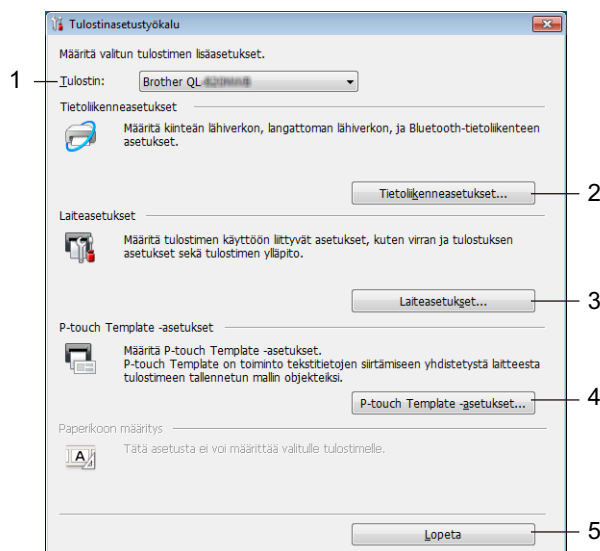 Tulostinasetustyökalu
Määritä valitun tulostimen lisäasetukset.
1
Tulostin:
Brother QL
Tietoliikenneasetukset
Määritä kiinteän lähiverkon, langattoman lähiverkon, ja Bluetooth-tietoliikenteen
asetukset.
Tietoliikenneasetukset...
2
Laiteasetukset
Määritä tulostimen käyttöön liittyvät asetukset, kuten virran ja tulostuksen
asetukset sekä tulostimen ylläpito.
Laiteasetukset...
3
P-touch Template -asetukset
Määritä P-touch Template -asetukset.
P-touch Template on toiminto tekstitietojen siirtämiseen yhdistetystä laitteesta
tulostimeen tallennetun mallin objekteiksi.
P-touch Template -asetukset...
4
Paperikoon määritys
A
Tätä asetusta ei voi määrittää valitulle tulostimelle.
Lopeta
5